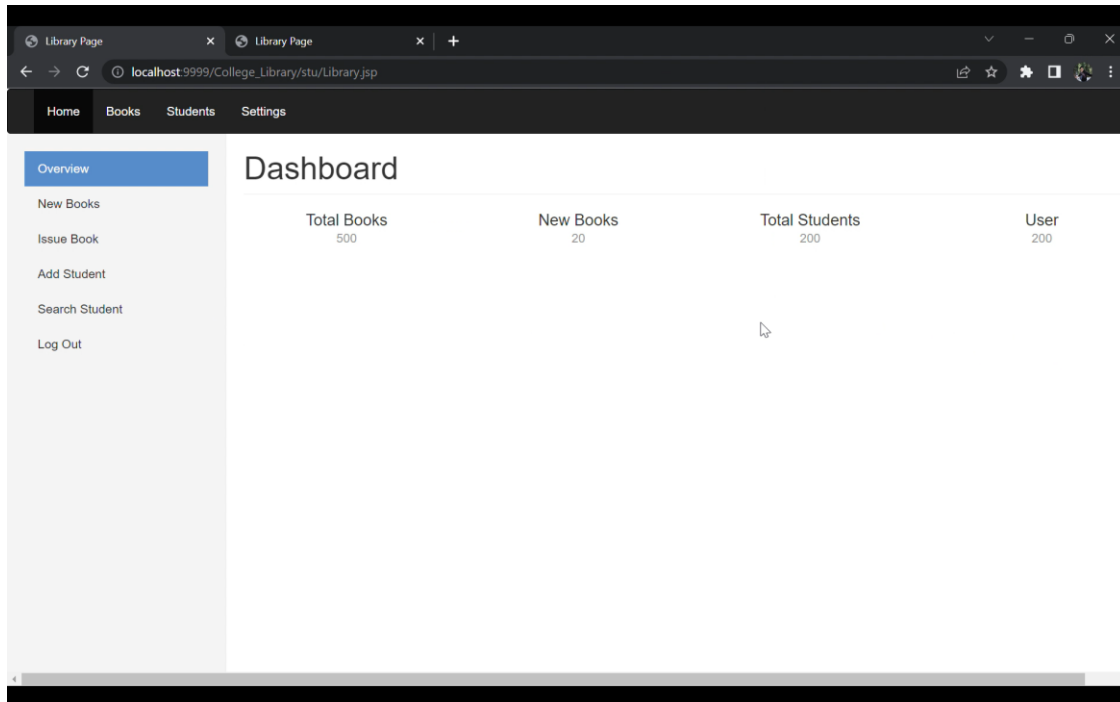 Library Page Library Page
localhost:9999/College_Library/stu/Library.jsp
Home Books Students Settings
Overview
New Books
Issue Book
Add Student
Search Student
Log Out
Dashboard
Total Books New Books Total Students User
500 20 200 200